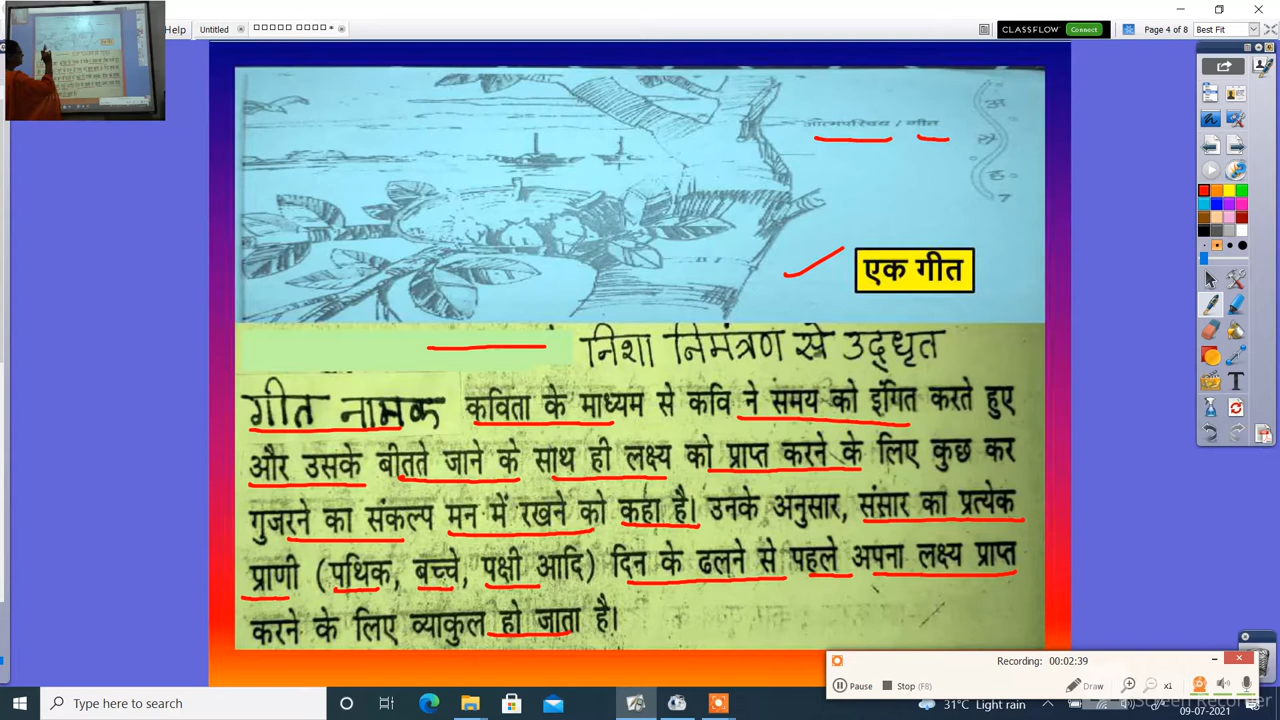 Help
Untitled
CLASSFLOW
Connect
Page 4 of 8
Best Fit
आत्मपरिचय / गीत
आ
रो
ह
एक गीत
निशा निमंत्रण से उद्धृत
गीत नामक कविता के माध्यम से कवि ने समय को इंगित करते हुए
और उसके बीतते जाने के साथ ही लक्ष्य को प्राप्त करने के लिए कुछ कर
गुजरने का संकल्प मन में रखने को कहा है। उनके अनुसार, संसार का प्रत्येक
प्राणी (पथिक, बच्चे, पक्षी आदि) दिन के ढलने से पहले अपना लक्ष्य प्राप्त
करने के लिए व्याकुल हो जाता है।
Recording: 00:02:39
Pause
Stop (F8)
Draw
x1
Type here to search
31°C Light rain
09-07-2021
Screen Recorder